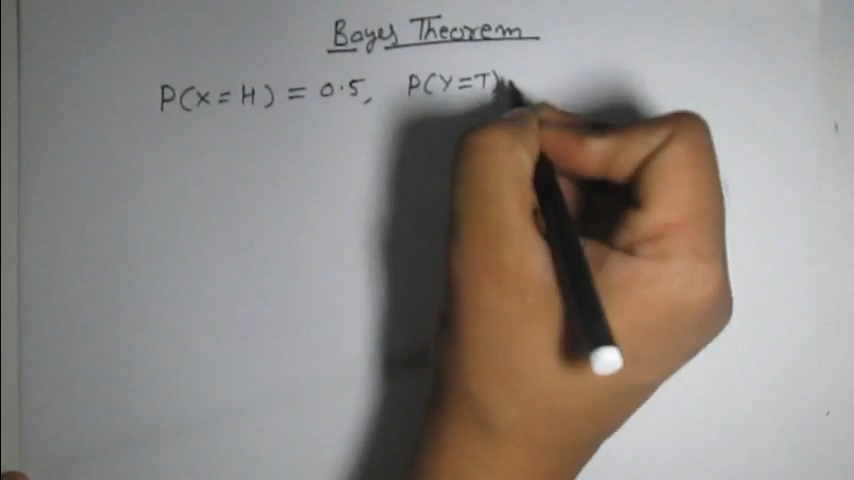 Bayes Theorem
P(X=H) = 0.5, P(Y=T)